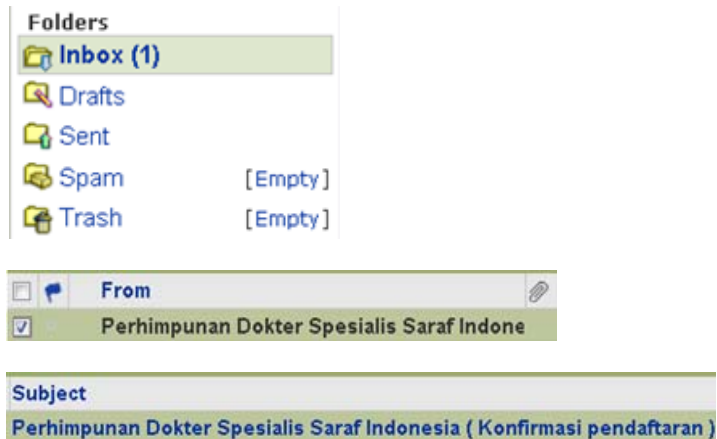 Folders
Inbox (1)
Drafts
Sent
Spam [Empty]
Trash [Empty]
From
Perhimpunan Dokter Spesialis Saraf Indone
Subject
Perhimpunan Dokter Spesialis Saraf Indonesia ( Konfirmasi pendaftaran )